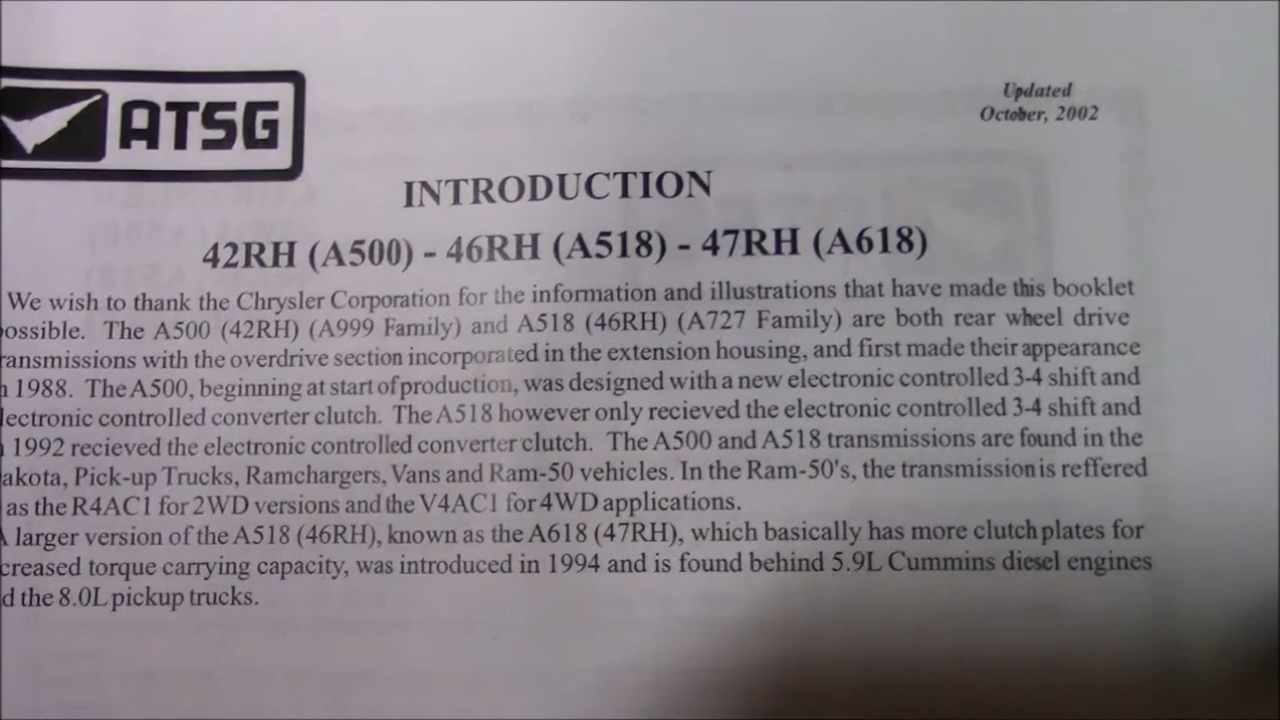 ATSG
Updated
October, 2002
INTRODUCTION
42RH (A500) - 46RH (A518) - 47RH (A618)
We wish to thank the Chrysler Corporation for the information and illustrations that have made this booklet
ossible. The A500 (42RH) (A999 Family) and A518 (46RH) (A727 Family) are both rear wheel drive
ransmissions with the overdrive section incorporated in the extension housing, and first made their appearance
1988. The A500, beginning at start of production, was designed with a new electronic controlled 3-4 shift and
lectronic controlled converter clutch. The A518 however only recieved the electronic controlled 3-4 shift and
1992 recieved the electronic controlled converter clutch. The A500 and A518 transmissions are found in the
akota, Pick-up Trucks, Ramchargers, Vans and Ram-50 vehicles. In the Ram-50's, the transmission is reffered
as the R4AC1 for 2WD versions and the V4AC1 for 4WD applications.
A larger version of the A518 (46RH), known as the A618 (47RH), which basically has more clutch plates for
creased torque carrying capacity, was introduced in 1994 and is found behind 5.9L Cummins diesel engines
d the 8.0L pickup trucks.